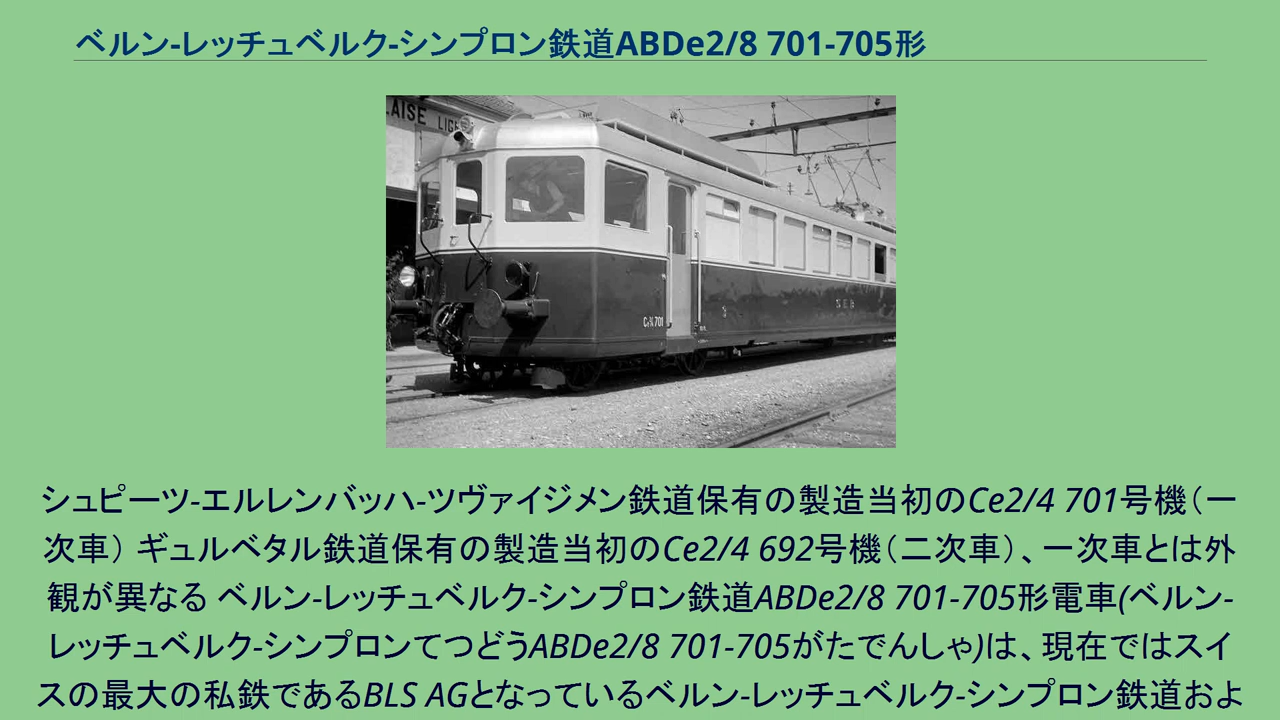 ベルン-レッチュベルク-シンプロン鉄道ABDe2/8 701-705形
LAISE
701
シュピーツ-エルレンバッハ-ツヴァイジメン鉄道保有の製造当初のCe2/4 701号機（一
次車） ギュルベタル鉄道保有の製造当初のCe2/4 692号機（二次車）、一次車とは外
観が異なる ベルン-レッチュベルク-シンプロン鉄道ABDe2/8 701-705形電車(ベルン-
レッチュベルク-シンプロンてつどうABDe2/8 701-705がたでんしゃ)は、現在ではスイ
スの最大の私鉄であるBLS AGとなっているベルン-レッチュベルク-シンプロン鉄道およ